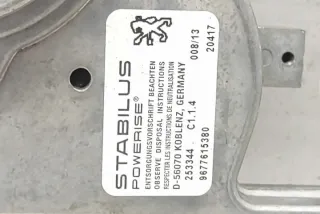 STABILUS
POWERISE®
ENTSORGUNGSVORSCHRIFT BEACHTEN
OBSERVE DISPOSAL INSTRUCTIONS
RESPECTER LES INSTRUCTIONS DE NEUTRALISATION
D-56070 KOBLENZ, GERMANY 008/13
253344 C1.1.4 20417
9677615380